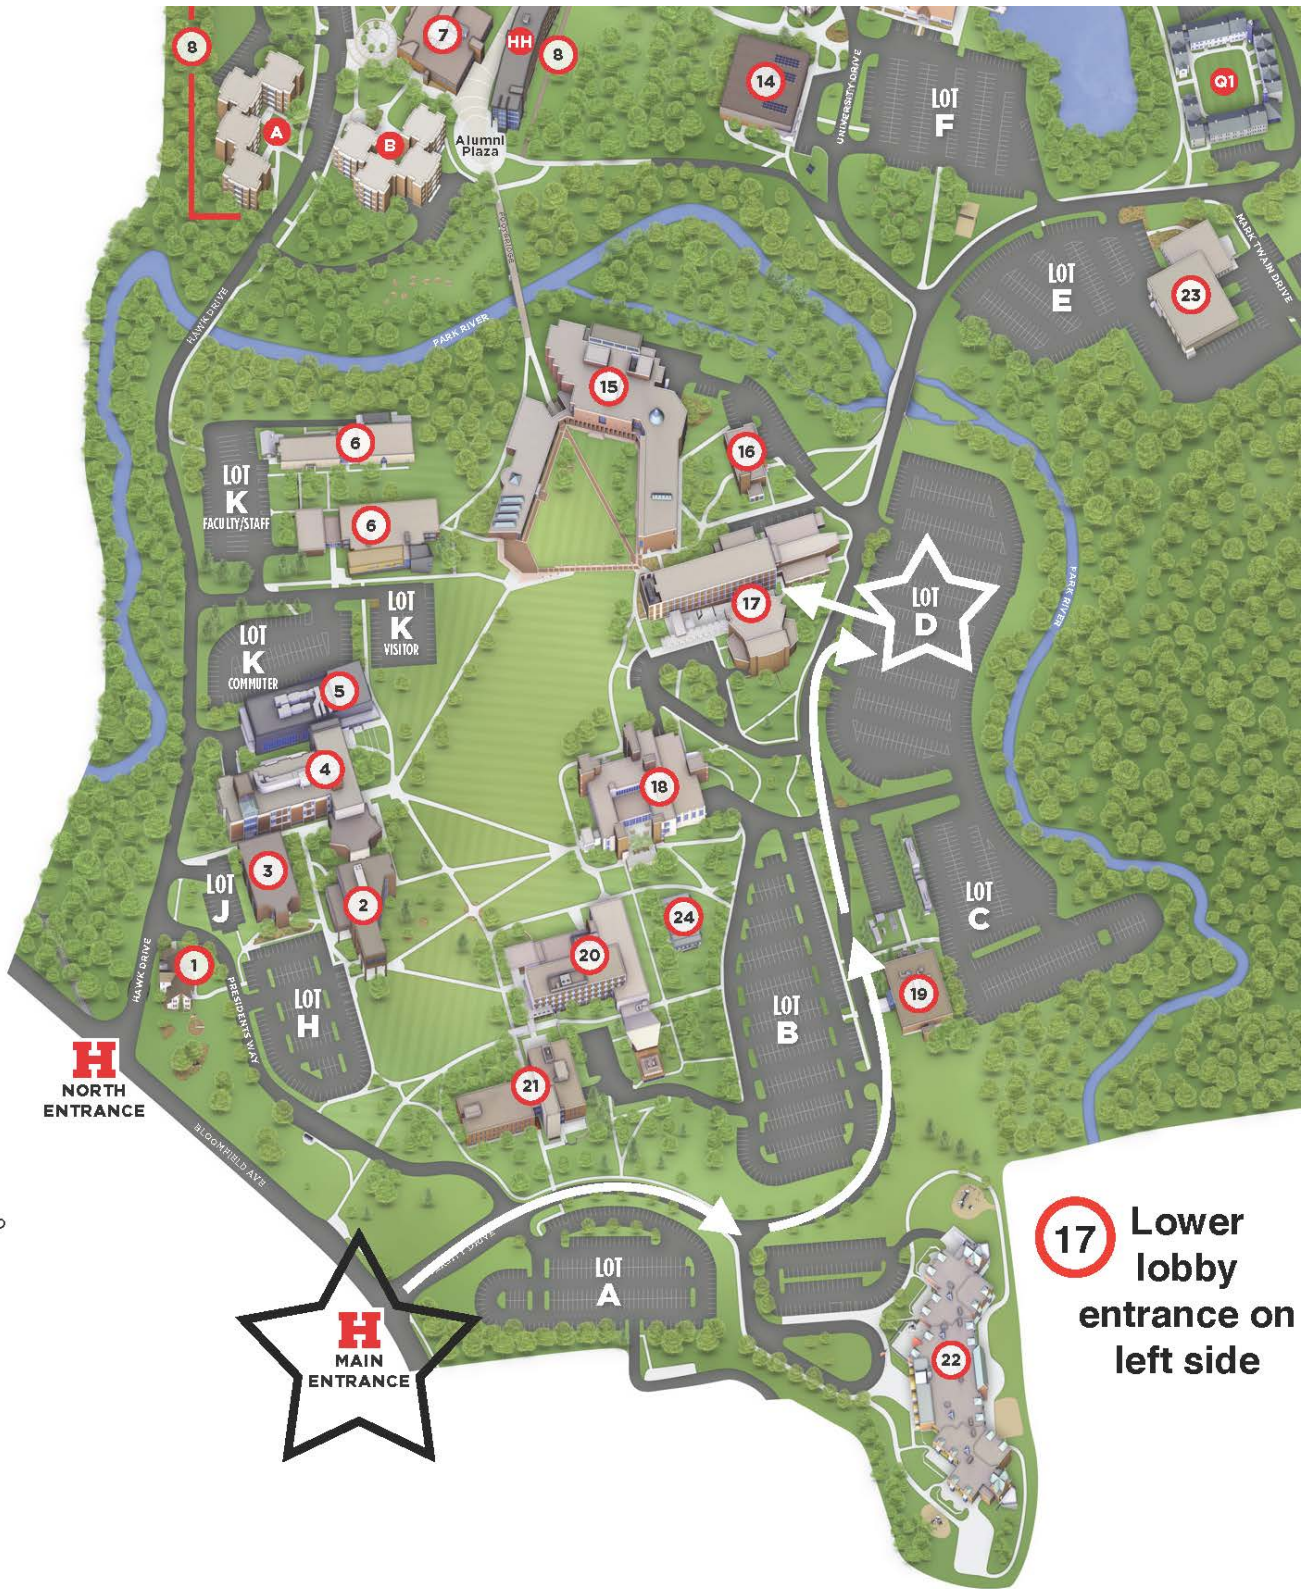 8
7
HH
8
A
B
Alumni
Plaza
14
UNIVERSITY DRIVE
LOT
F
Q1
LOT
E
23
MARK TWAIN DRIVE
HAWK DRIVE
PARK RIVER
15
16
6
LOT
K
FACULTY/STAFF
6
LOT
K
VISITOR
LOT
K
COMMUTER
17
LOT
D
PARK RIVER
5
4
18
3
LOT
J
2
24
20
LOT
C
1
HAWK DRIVE
PRESIDENTS WAY
LOT
H
LOT
B
19
H
NORTH
ENTRANCE
21
BLOOMFIELD AVE
LOT
A
H
MAIN
ENTRANCE
22
17 Lower
lobby
entrance on
left side